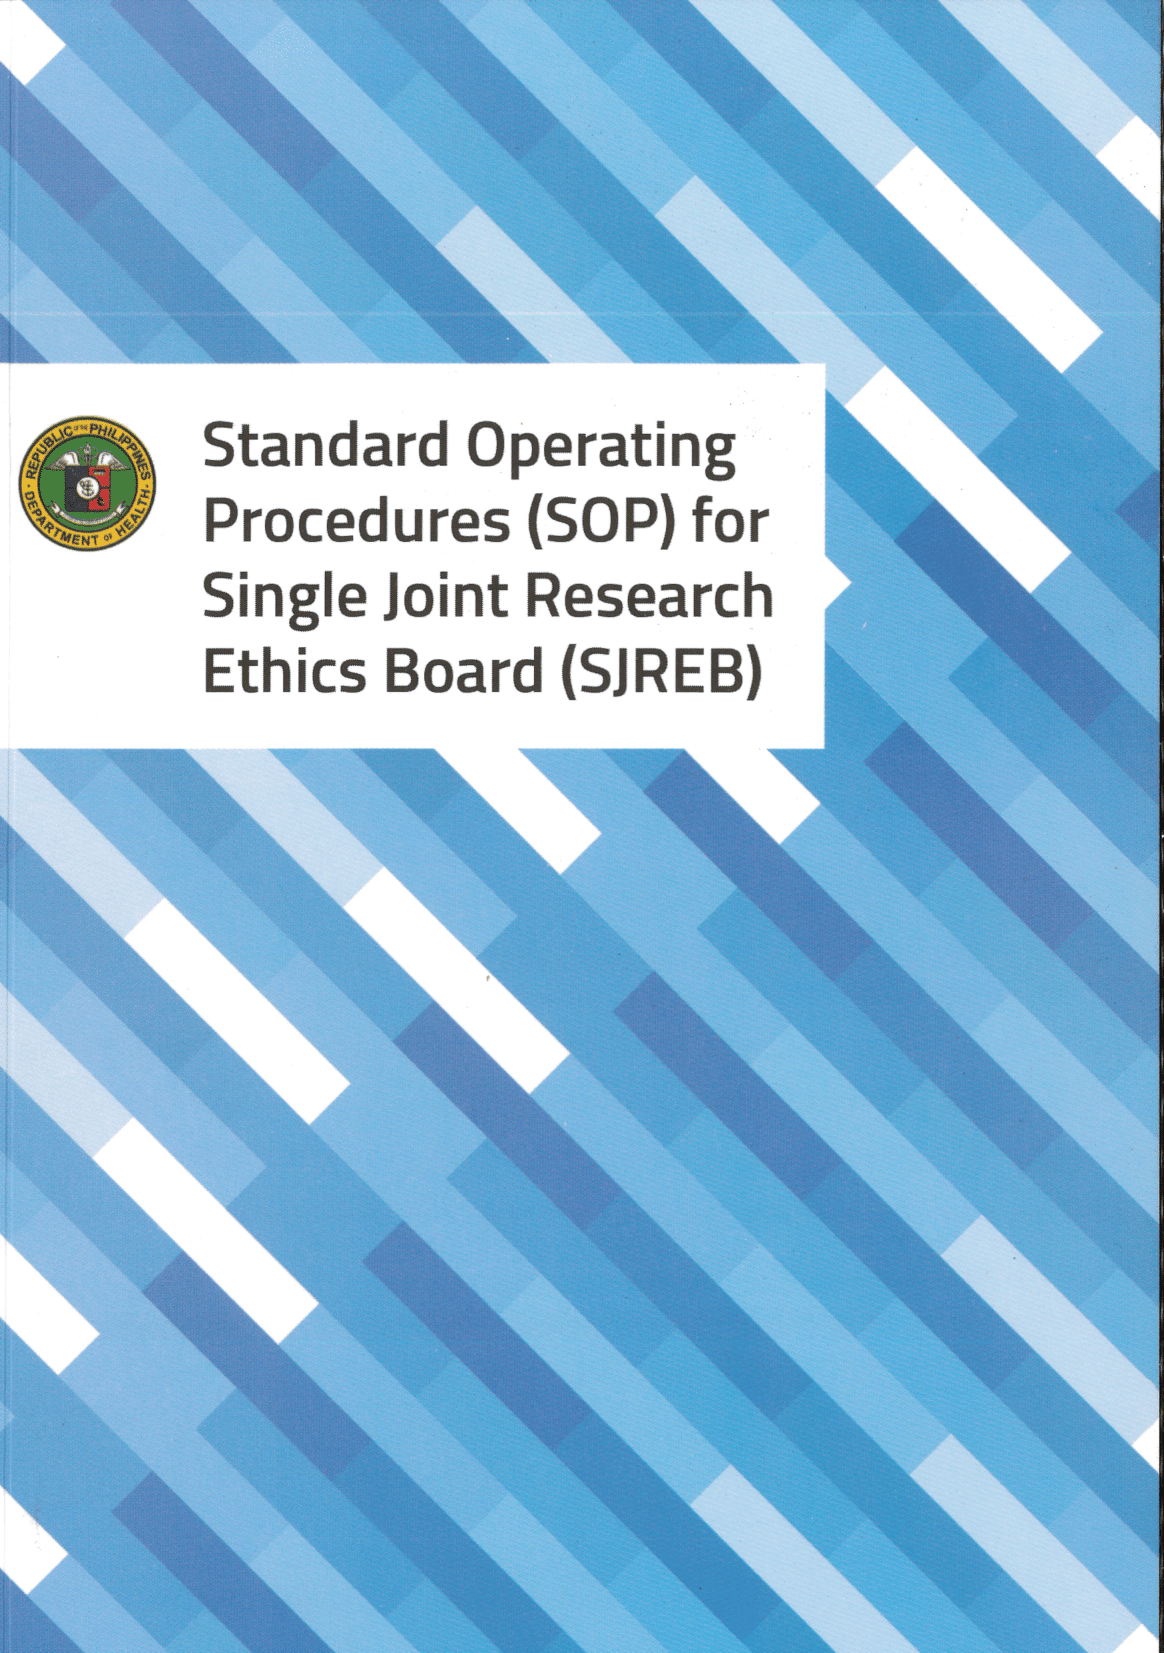 REPUBLIC OF THE PHILIPPINES
DEPARTMENT OF HEALTH
Standard Operating
Procedures (SOP) for
Single Joint Research
Ethics Board (SJREB)